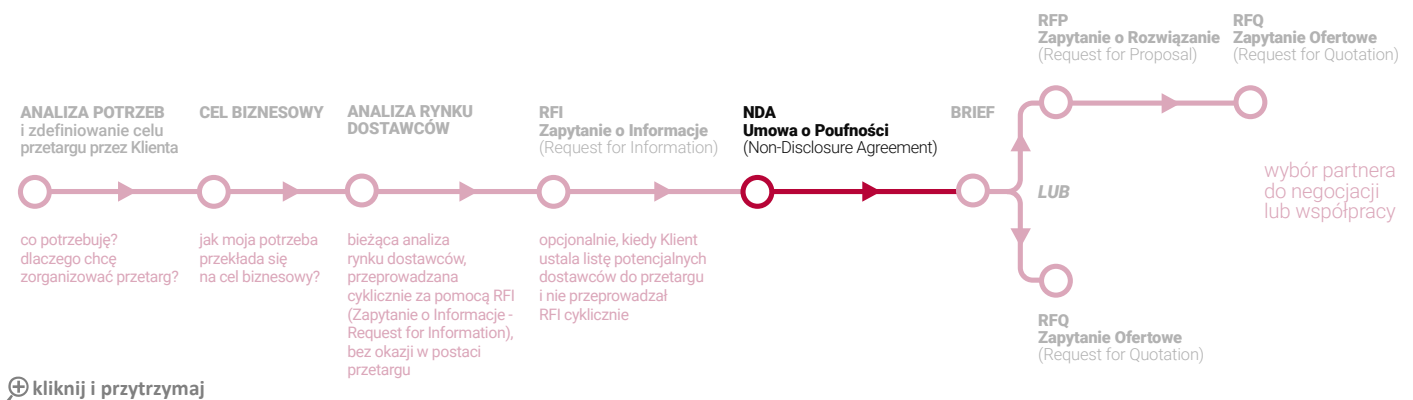 ANALIZA POTRZEB
i zdefiniowanie celu
przetargu przez Klienta
co potrzebuję?
dlaczego chcę
zorganizować przetarg?
CEL BIZNESOWY
jak moja potrzeba
przekłada się
na cel biznesowy?
ANALIZA RYNKU
DOSTAWCÓW
bieżąca analiza
rynku dostawców,
przeprowadzana
cyklicznie za pomocą RFI
(Zapytanie o Informacje -
Request for Information),
bez okazji w postaci
przetargu
RFI
Zapytanie o Informacje
(Request for Information)
opcjonalnie, kiedy Klient
ustala listę potencjalnych
dostawców do przetargu
i nie przeprowadzał
RFI cyklicznie
NDA
Umowa o Poufności
(Non-Disclosure Agreement)
BRIEF
LUB
RFP
Zapytanie o Rozwiązanie
(Request for Proposal)
RFQ
Zapytanie Ofertowe
(Request for Quotation)
wybór partnera
do negocjacji
lub współpracy
RFQ
Zapytanie Ofertowe
(Request for Quotation)
kliknij i przytrzymaj